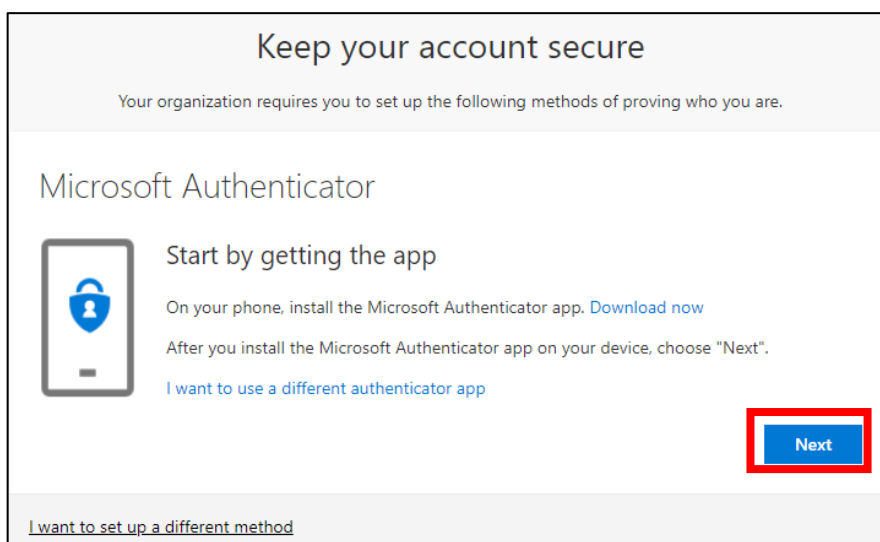 Keep your account secure
Your organization requires you to set up the following methods of proving who you are.
Microsoft Authenticator
Start by getting the app
On your phone, install the Microsoft Authenticator app. Download now
After you install the Microsoft Authenticator app on your device, choose "Next".
I want to use a different authenticator app
Next
I want to set up a different method